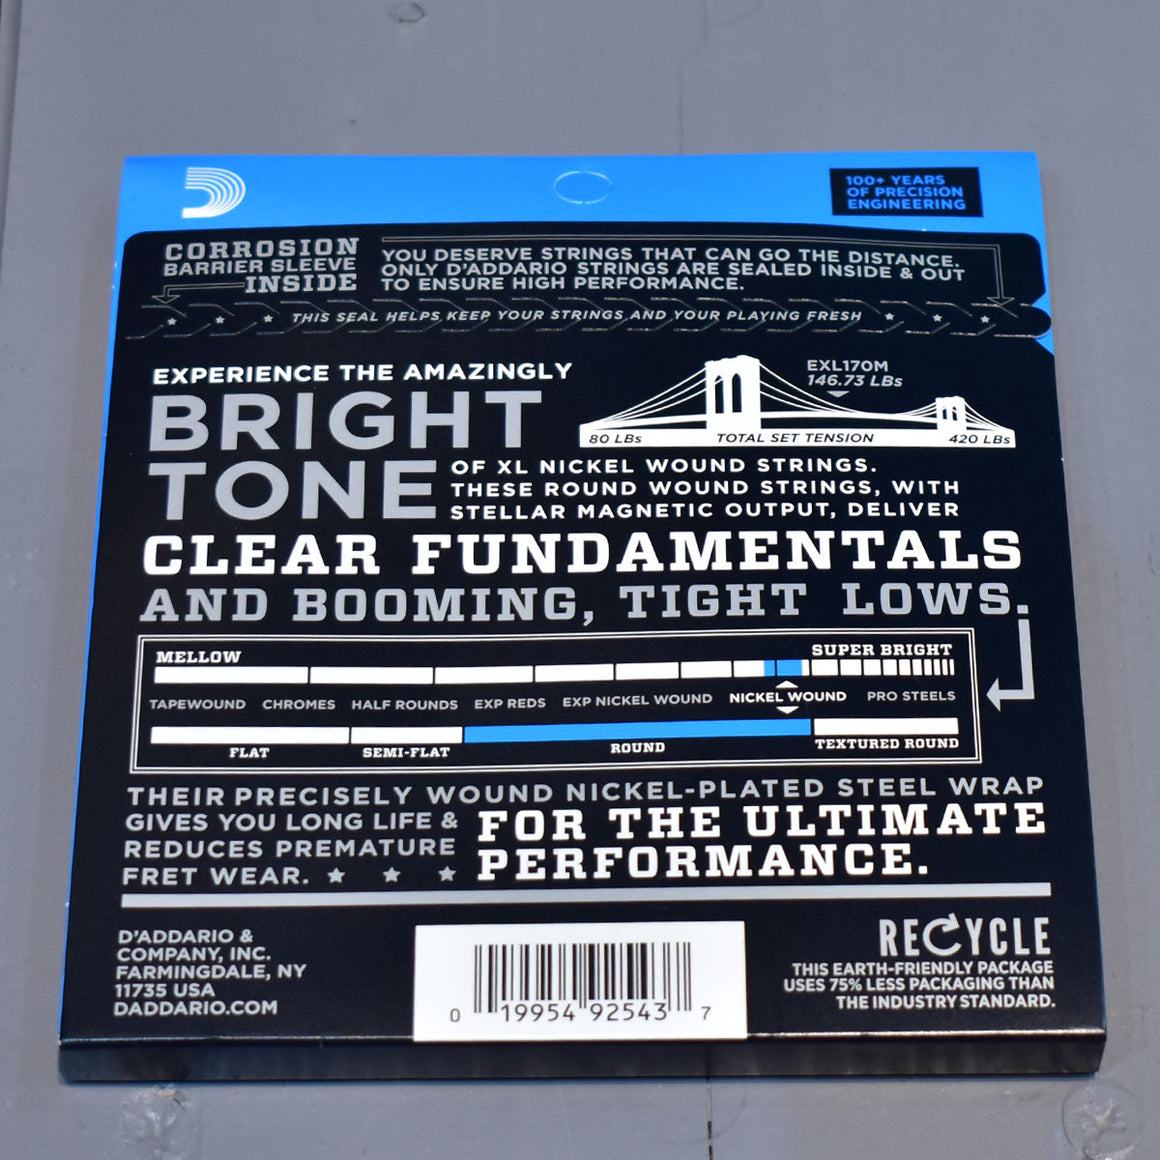 100+ YEARS
OF PRECISION
ENGINEERING
CORROSION
BARRIER SLEEVE
INSIDE
YOU DESERVE STRINGS THAT CAN GO THE DISTANCE.
ONLY D'ADDARIO STRINGS ARE SEALED INSIDE & OUT
TO ENSURE HIGH PERFORMANCE.
THIS SEAL HELPS KEEP YOUR STRINGS AND YOUR PLAYING FRESH
EXPERIENCE THE AMAZINGLY
BRIGHT
TONE
OF XL NICKEL WOUND STRINGS.
THESE ROUND WOUND STRINGS, WITH
STELLAR MAGNETIC OUTPUT, DELIVER
EXL170M
146.73 LBs
80 LBs TOTAL SET TENSION 420 LBs
CLEAR FUNDAMENTALS
AND BOOMING, TIGHT LOWS.
MELLOW SUPER BRIGHT
TAPEWOUND CHROMES HALF ROUNDS EXP REDS EXP NICKEL WOUND NICKEL WOUND PRO STEELS
FLAT SEMI-FLAT ROUND TEXTURED ROUND
THEIR PRECISELY WOUND NICKEL-PLATED STEEL WRAP
GIVES YOU LONG LIFE &
REDUCES PREMATURE
FRET WEAR.
FOR THE ULTIMATE
PERFORMANCE.
D'ADDARIO &
COMPANY, INC.
FARMINGDALE, NY
11735 USA
DADDARIO.COM
0 19954 92543 7
RECYCLE
THIS EARTH-FRIENDLY PACKAGE
USES 75% LESS PACKAGING THAN
THE INDUSTRY STANDARD.